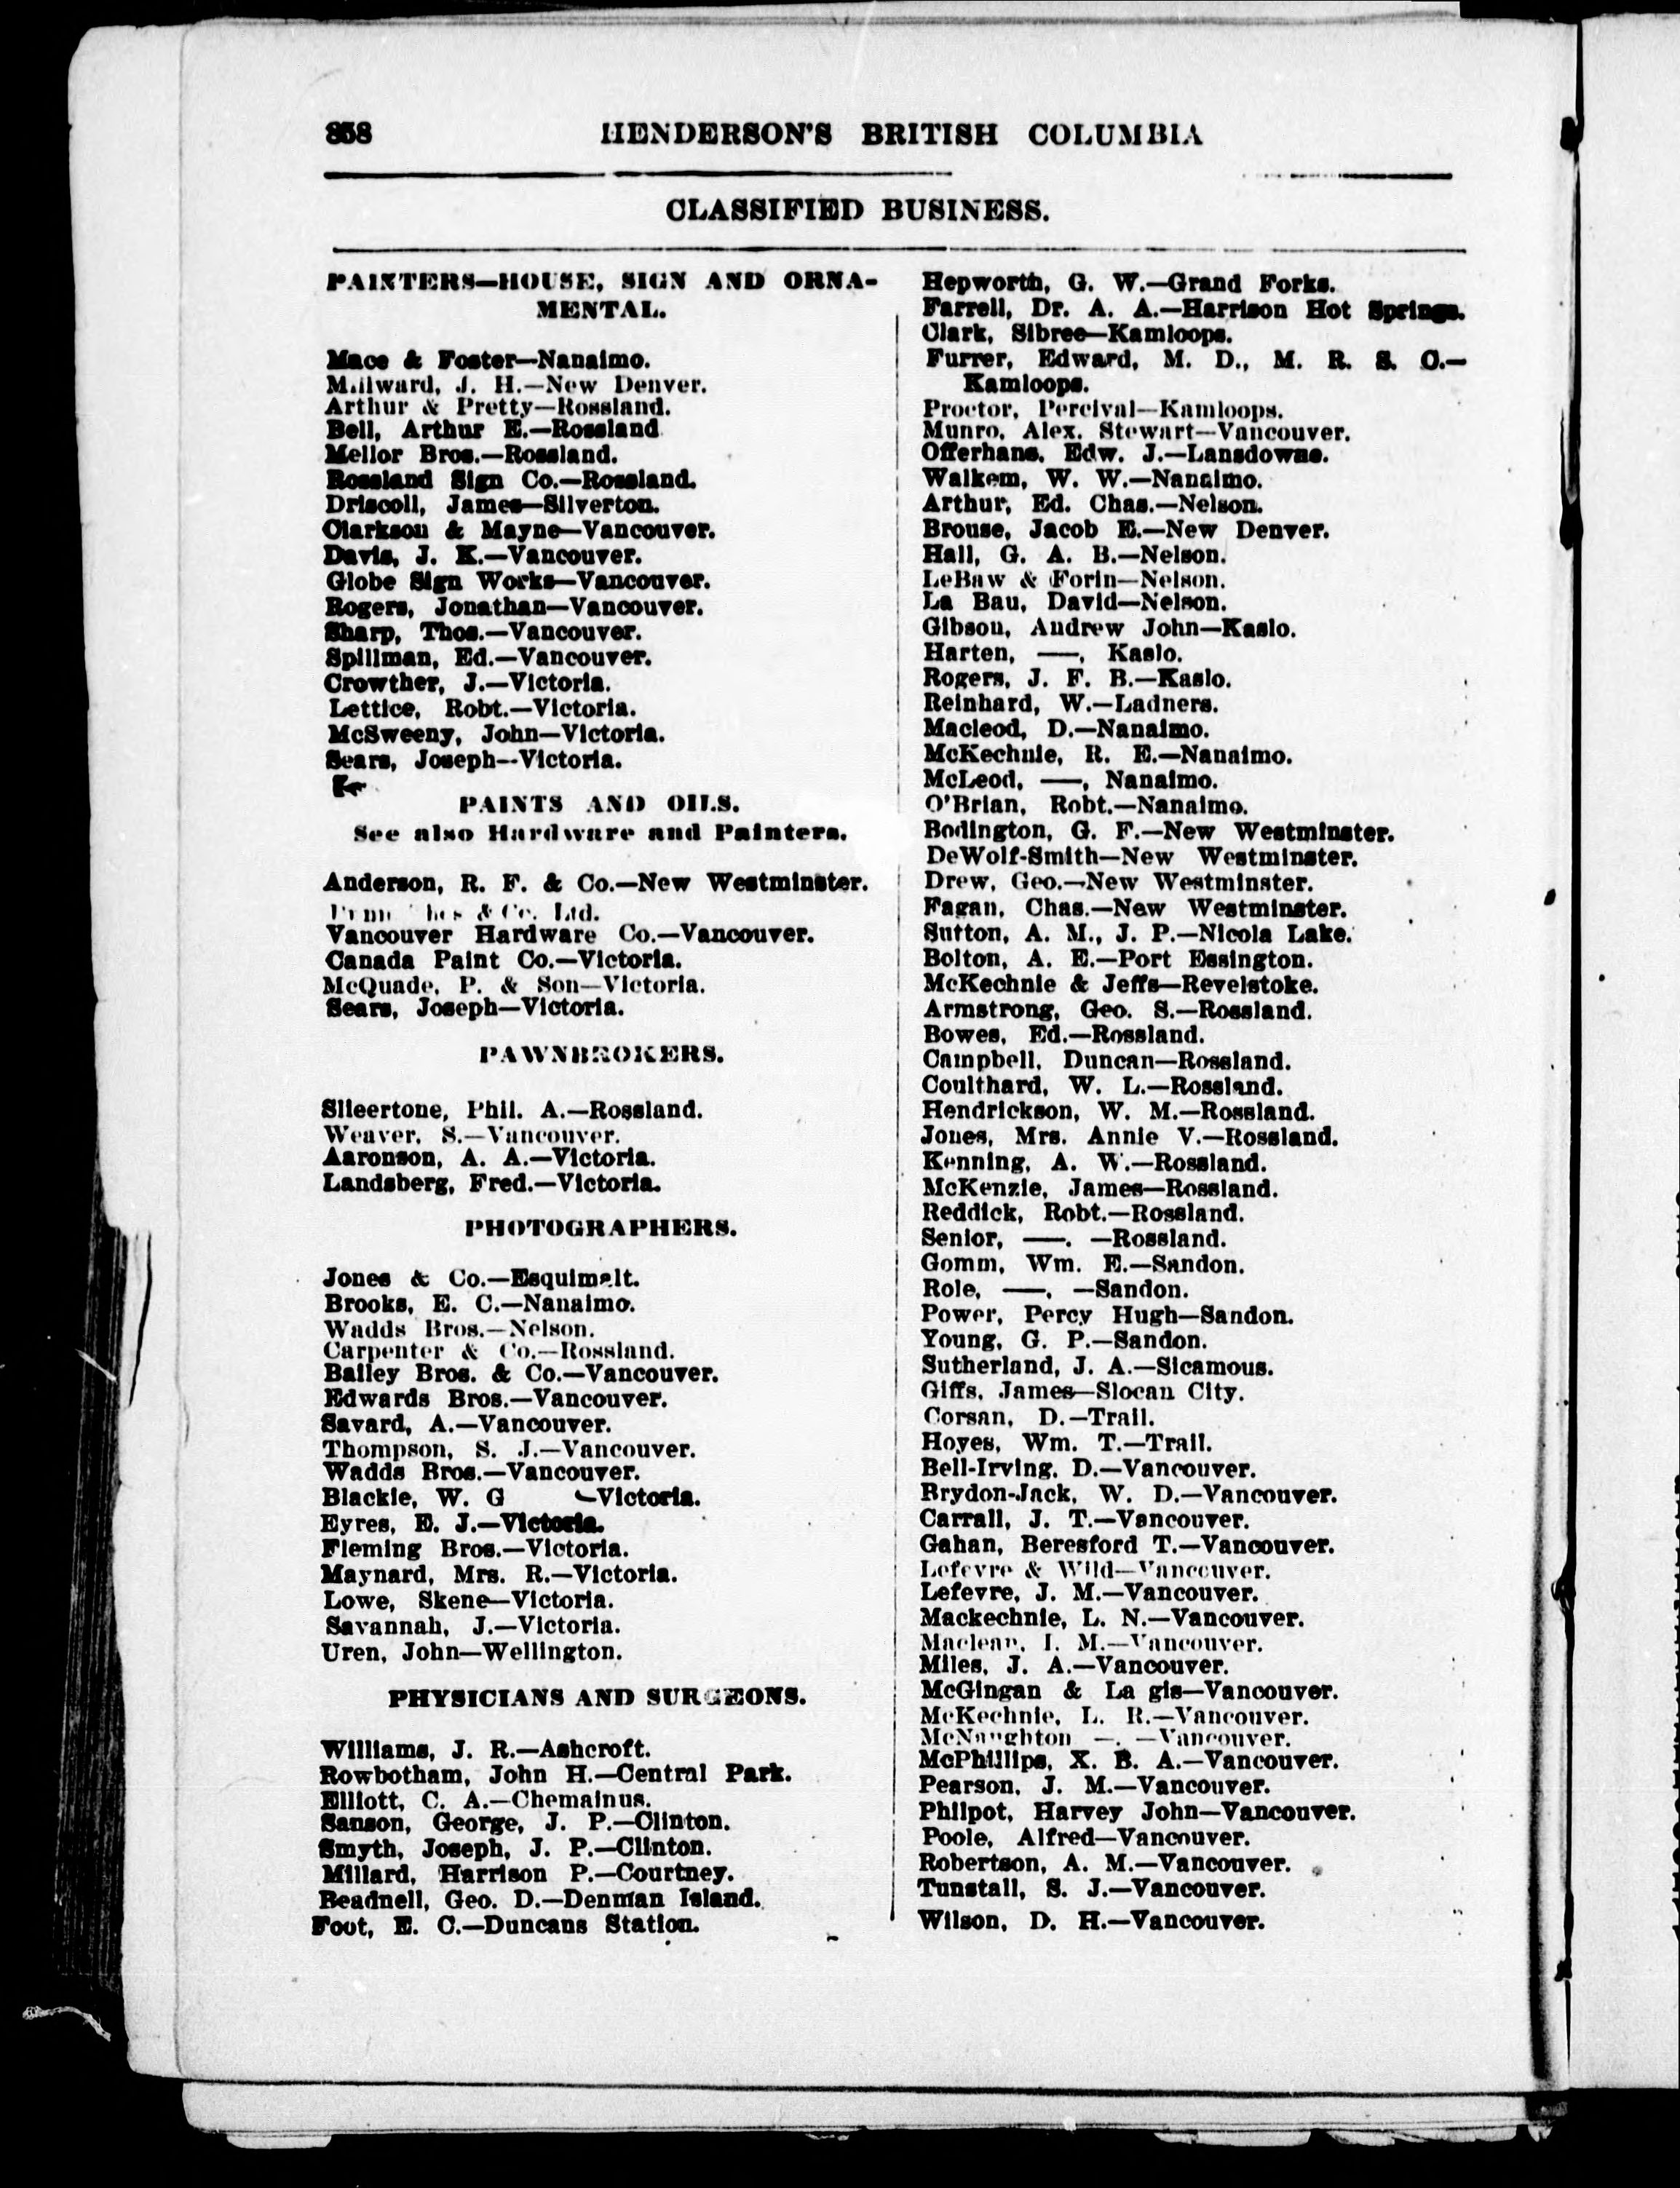 858 HENDERSON'S BRITISH COLUMBIA
CLASSIFIED BUSINESS.
PAINTERS—HOUSE, SIGN AND ORNA-
MENTAL.
Mace & Foster—Nanaimo.
Millward, J. H.—New Denver.
Arthur & Pretty—Rossland.
Bell, Arthur E.—Rossland
Mellor Bros.—Rossland.
Rossland Sign Co.—Rossland.
Driscoll, James—Silverton.
Clarkson & Mayne—Vancouver.
Davis, J. K.—Vancouver.
Globe Sign Works—Vancouver.
Rogers, Jonathan—Vancouver.
Sharp, Thos.—Vancouver.
Spillman, Ed.—Vancouver.
Crowther, J.—Victoria.
Lettice, Robt.—Victoria.
McSweeny, John—Victoria.
Sears, Joseph--Victoria.
PAINTS AND OILS.
See also Hardware and Painters.
Anderson, R. F. & Co.—New Westminster.
& Co. Ltd.
Vancouver Hardware Co.—Vancouver.
Canada Paint Co.—Victoria.
McQuade, P. & Son—Victoria.
Sears, Joseph—Victoria.
PAWNBROKERS.
Slieertone, Phil. A.—Rossland.
Weaver, S.—Vancouver.
Aaronson, A. A.—Victoria.
Landsberg, Fred.—Victoria.
PHOTOGRAPHERS.
Jones & Co.—Esquimalt.
Brooks, E. C.—Nanaimo.
Wadds Bros.—Nelson.
Carpenter & Co.—Rossland.
Bailey Bros. & Co.—Vancouver.
Edwards Bros.—Vancouver.
Savard, A.—Vancouver.
Thompson, S. J.—Vancouver.
Wadds Bros.—Vancouver.
Blackie, W. G —Victoria.
Eyres, E. J.—Victoria.
Fleming Bros.—Victoria.
Maynard, Mrs. R.—Victoria.
Lowe, Skene—Victoria.
Savannah, J.—Victoria.
Uren, John—Wellington.
PHYSICIANS AND SURGEONS.
Williams, J. R.—Ashcroft.
Rowbotham, John H.—Central Park.
Elliott, C. A.—Chemainus.
Sanson, George, J. P.—Clinton.
Smyth, Joseph, J. P.—Clinton.
Millard, Harrison P.—Courtney.
Beadnell, Geo. D.—Denman Island.
Foot, E. C.—Duncans Station.
Hepworth, G. W.—Grand Forks.
Farrell, Dr. A. A.—Harrison Hot Springs.
Clark, Sibree—Kamloops.
Furrer, Edward, M. D., M. R. S. C.—
Kamloops.
Proctor, Percival—Kamloops.
Munro, Alex. Stewart—Vancouver.
Offerhans, Edw. J.—Lansdowne.
Walkem, W. W.—Nanaimo.
Arthur, Ed. Chas.—Nelson.
Brouse, Jacob E.—New Denver.
Hall, G. A. B.—Nelson.
LeBaw & Forin—Nelson.
La Bau, David—Nelson.
Gibson, Andrew John—Kaslo.
Harten, ——, Kaslo.
Rogers, J. F. B.—Kaslo.
Reinhard, W.—Ladners.
Macleod, D.—Nanaimo.
McKechnie, R. E.—Nanaimo.
McLeod, ——, Nanaimo.
O'Brian, Robt.—Nanaimo.
Bodington, G. F.—New Westminster.
DeWolf-Smith—New Westminster.
Drew, Geo.—New Westminster.
Fagan, Chas.—New Westminster.
Sutton, A. M., J. P.—Nicola Lake.
Bolton, A. E.—Port Essington.
McKechnie & Jeffs—Revelstoke.
Armstrong, Geo. S.—Rossland.
Bowes, Ed.—Rossland.
Campbell, Duncan—Rossland.
Coulthard, W. L.—Rossland.
Hendrickson, W. M.—Rossland.
Jones, Mrs. Annie V.—Rossland.
Kenning, A. W.—Rossland.
McKenzie, James—Rossland.
Reddick, Robt.—Rossland.
Senior, ——. —Rossland.
Gomm, Wm. E.—Sandon.
Role, ——, —Sandon.
Power, Percy Hugh—Sandon.
Young, G. P.—Sandon.
Sutherland, J. A.—Sicamous.
Giffs, James—Slocan City.
Corsan, D.—Trail.
Hoyes, Wm. T.—Trail.
Bell-Irving, D.—Vancouver.
Brydon-Jack, W. D.—Vancouver.
Carrall, J. T.—Vancouver.
Gahan, Beresford T.—Vancouver.
Lefevre & Wild—Vancouver.
Lefevre, J. M.—Vancouver.
Mackechnie, L. N.—Vancouver.
Maclean, I. M.—Vancouver.
Miles, J. A.—Vancouver.
McGingan & La gis—Vancouver.
McKechnie, L. R.—Vancouver.
McNaughton —. —Vancouver.
McPhillips, X. B. A.—Vancouver.
Pearson, J. M.—Vancouver.
Philpot, Harvey John—Vancouver.
Poole, Alfred—Vancouver.
Robertson, A. M.—Vancouver.
Tunstall, S. J.—Vancouver.
Wilson, D. H.—Vancouver.